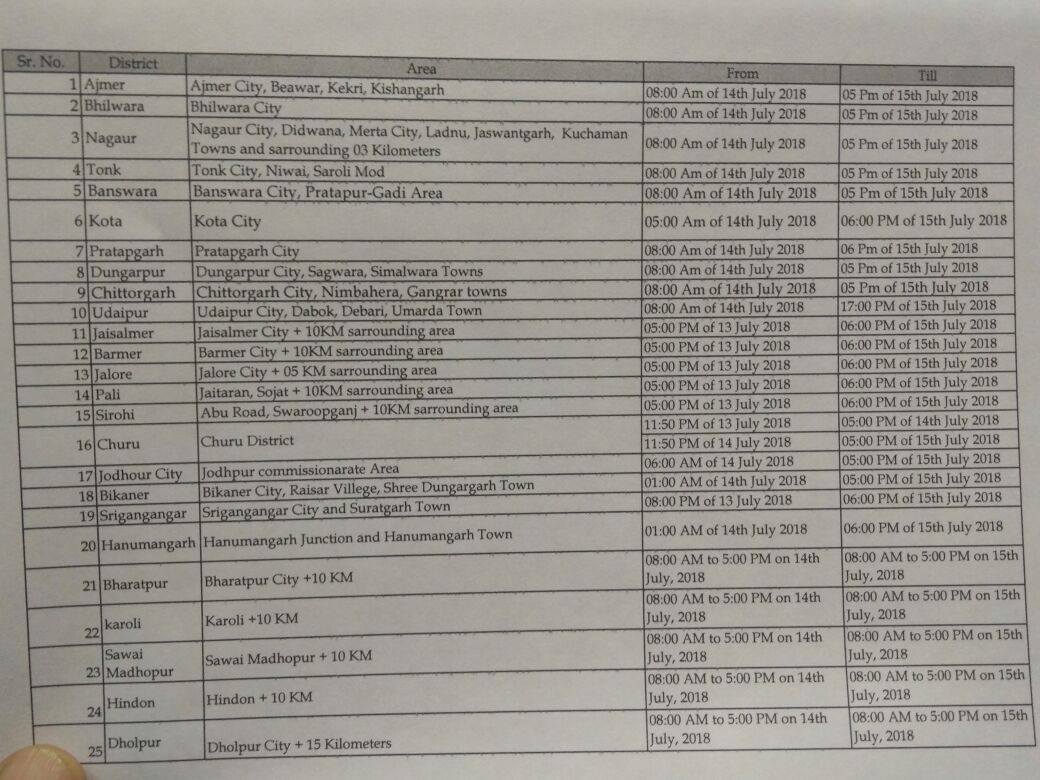 Sr. No. District Area From Till
1 Ajmer Ajmer City, Beawar, Kekri, Kishangarh 08:00 Am of 14th July 2018 05 Pm of 15th July 2018
2 Bhilwara Bhilwara City 08:00 Am of 14th July 2018 05 Pm of 15th July 2018
3 Nagaur Nagaur City, Didwana, Merta City, Ladnu, Jaswantgarh, Kuchaman
Towns and sarrounding 03 Kilometers 08:00 Am of 14th July 2018 05 Pm of 15th July 2018
4 Tonk Tonk City, Niwai, Saroli Mod 08:00 Am of 14th July 2018 05 Pm of 15th July 2018
5 Banswara Banswara City, Pratapur-Gadi Area 08:00 Am of 14th July 2018 05 Pm of 15th July 2018
6 Kota Kota City 05:00 Am of 14th July 2018 06:00 PM of 15th July 2018
7 Pratapgarh Pratapgarh City 08:00 Am of 14th July 2018 06 Pm of 15th July 2018
8 Dungarpur Dungarpur City, Sagwara, Simalwara Towns 08:00 Am of 14th July 2018 05 Pm of 15th July 2018
9 Chittorgarh Chittorgarh City, Nimbahera, Gangrar towns 08:00 Am of 14th July 2018 05 Pm of 15th July 2018
10 Udaipur Udaipur City, Dabok, Debari, Umarda Town 08:00 Am of 14th July 2018 17:00 PM of 15th July 2018
11 Jaisalmer Jaisalmer City + 10KM sarrounding area 05:00 PM of 13 July 2018 06:00 PM of 15th July 2018
12 Barmer Barmer City + 10KM sarrounding area 05:00 PM of 13 July 2018 06:00 PM of 15th July 2018
13 Jalore Jalore City + 05 KM sarrounding area 05:00 PM of 13 July 2018 06:00 PM of 15th July 2018
14 Pali Jaitaran, Sojat + 10KM sarrounding area 05:00 PM of 13 July 2018 06:00 PM of 15th July 2018
15 Sirohi Abu Road, Swaroopganj + 10KM sarrounding area 05:00 PM of 13 July 2018 06:00 PM of 15th July 2018
16 Churu Churu District 11:50 PM of 13 July 2018 05:00 PM of 14th July 2018
11:50 PM of 14 July 2018 05:00 PM of 15th July 2018
17 Jodhour City Jodhpur commissionarate Area 06:00 AM of 14 July 2018 05:00 PM of 15th July 2018
18 Bikaner Bikaner City, Raisar Villege, Shree Dungargarh Town 01:00 AM of 14th July 2018 05:00 PM of 15th July 2018
19 Srigangangar Srigangangar City and Suratgarh Town 08:00 PM of 13 July 2018 06:00 PM of 15th July 2018
20 Hanumangarh Hanumangarh Junction and Hanumangarh Town 01:00 AM of 14th July 2018 06:00 PM of 15th July 2018
21 Bharatpur Bharatpur City +10 KM 08:00 AM to 5:00 PM on 14th 08:00 AM to 5:00 PM on 15th
July, 2018 July, 2018
22 karoli Karoli +10 KM 08:00 AM to 5:00 PM on 14th 08:00 AM to 5:00 PM on 15th
July, 2018 July, 2018
23 Sawai Sawai Madhopur + 10 KM 08:00 AM to 5:00 PM on 14th 08:00 AM to 5:00 PM on 15th
Madhopur July, 2018 July, 2018
24 Hindon Hindon + 10 KM 08:00 AM to 5:00 PM on 14th 08:00 AM to 5:00 PM on 15th
July, 2018 July, 2018
25 Dholpur Dholpur City + 15 Kilometers 08:00 AM to 5:00 PM on 14th 08:00 AM to 5:00 PM on 15th
July, 2018 July, 2018